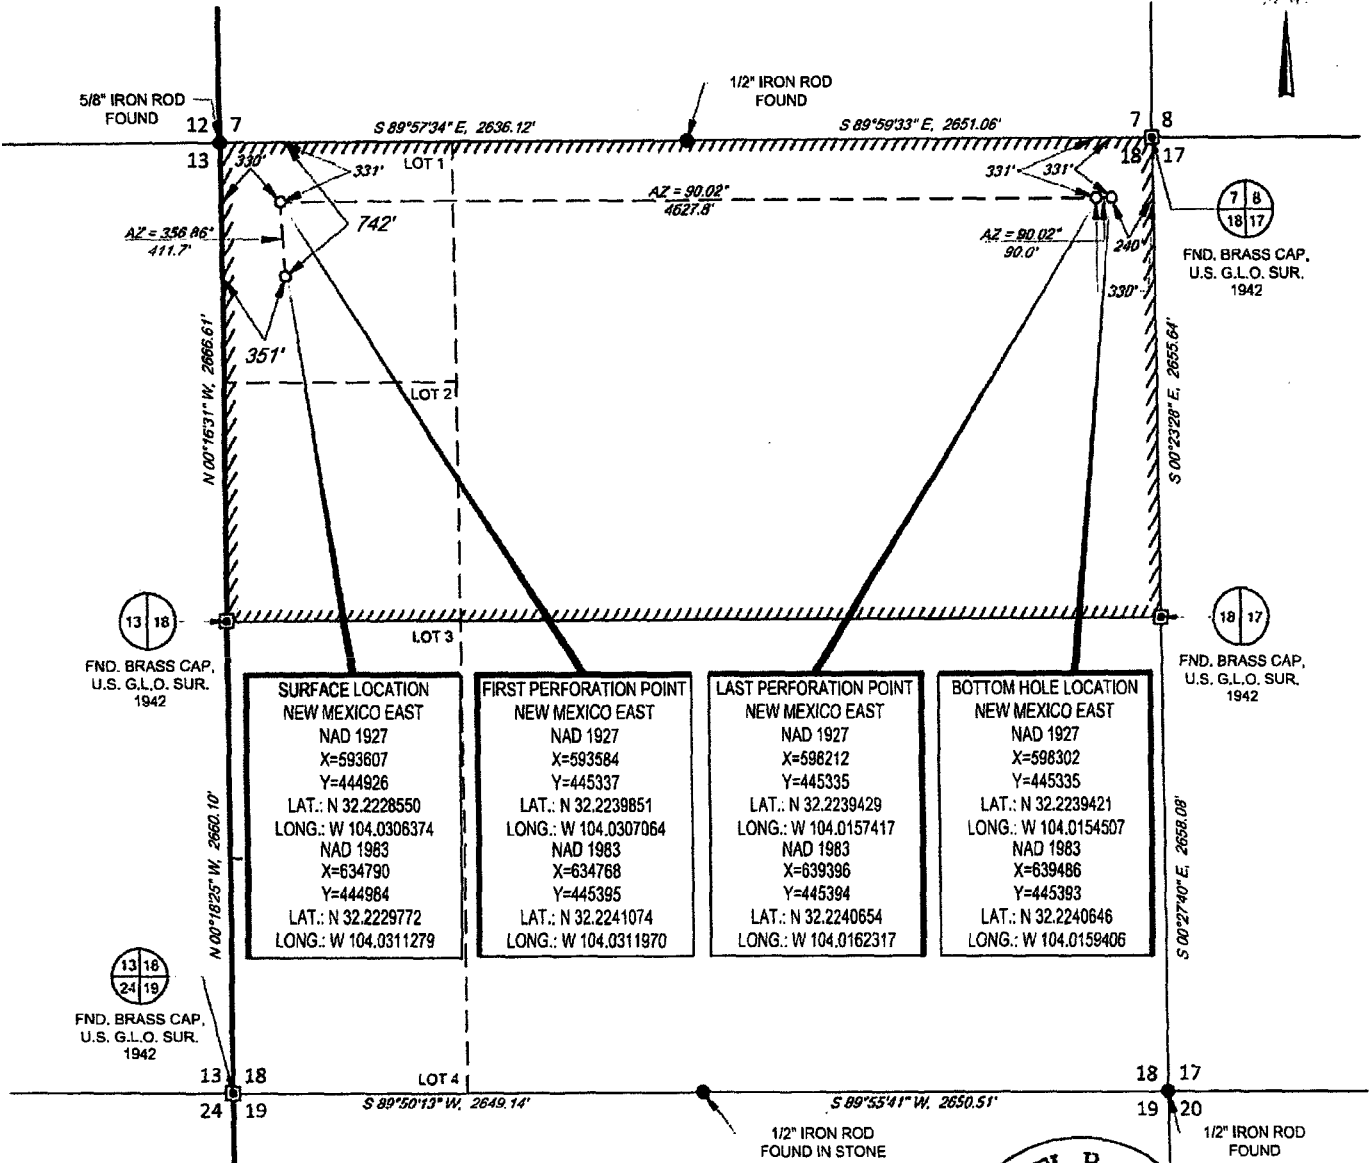 5/8" IRON ROD
FOUND
1/2" IRON ROD
FOUND
12 7
13
S 89°57'34" E, 2636.12'
S 89°59'33" E, 2651.06'
7 8
18 17
LOT 1
330'
331'
331'
331'
AZ = 90.02°
4627.8'
742'
AZ = 356.86°
411.7'
AZ = 90.02°
90.0'
240'
330'
7 8
18 17
FND. BRASS CAP,
U.S. G.L.O. SUR.
1942
351'
N 00°16'31" W, 2666.61'
S 00°23'28" E, 2655.64'
LOT 2
13 18
FND. BRASS CAP,
U.S. G.L.O. SUR.
1942
LOT 3
18 17
FND. BRASS CAP,
U.S. G.L.O. SUR.
1942
SURFACE LOCATION
NEW MEXICO EAST
NAD 1927
X=593607
Y=444926
LAT.: N 32.2228550
LONG.: W 104.0306374
NAD 1983
X=634790
Y=444984
LAT.: N 32.2229772
LONG.: W 104.0311279
FIRST PERFORATION POINT
NEW MEXICO EAST
NAD 1927
X=593584
Y=445337
LAT.: N 32.2239851
LONG.: W 104.0307064
NAD 1983
X=634768
Y=445395
LAT.: N 32.2241074
LONG.: W 104.0311970
LAST PERFORATION POINT
NEW MEXICO EAST
NAD 1927
X=598212
Y=445335
LAT.: N 32.2239429
LONG.: W 104.0157417
NAD 1983
X=639396
Y=445394
LAT.: N 32.2240654
LONG.: W 104.0162317
BOTTOM HOLE LOCATION
NEW MEXICO EAST
NAD 1927
X=598302
Y=445335
LAT.: N 32.2239421
LONG.: W 104.0154507
NAD 1983
X=639486
Y=445393
LAT.: N 32.2240646
LONG.: W 104.0159406
N 00°18'25" W, 2660.10'
S 00°27'40" E, 2658.08'
13 18
24 19
FND. BRASS CAP,
U.S. G.L.O. SUR.
1942
13 18
24 19
LOT 4
S 89°50'13" W, 2649.14'
S 89°55'41" W, 2650.51'
18 17
19 20
1/2" IRON ROD
FOUND IN STONE
1/2" IRON ROD
FOUND